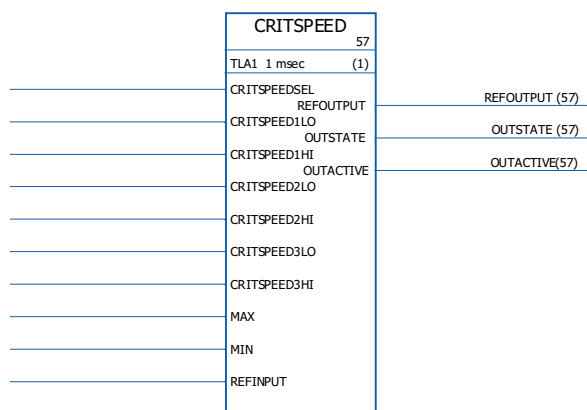 CRITSPEED
57
TLA1 1 msec (1)
CRITSPEEDSEL
REFOUTPUT REFOUTPUT (57)
CRITSPEED1LO
OUTSTATE OUTSTATE (57)
CRITSPEED1HI
OUTACTIVE OUTACTIVE(57)
CRITSPEED2LO
CRITSPEED2HI
CRITSPEED3LO
CRITSPEED3HI
MAX
MIN
REFINPUT